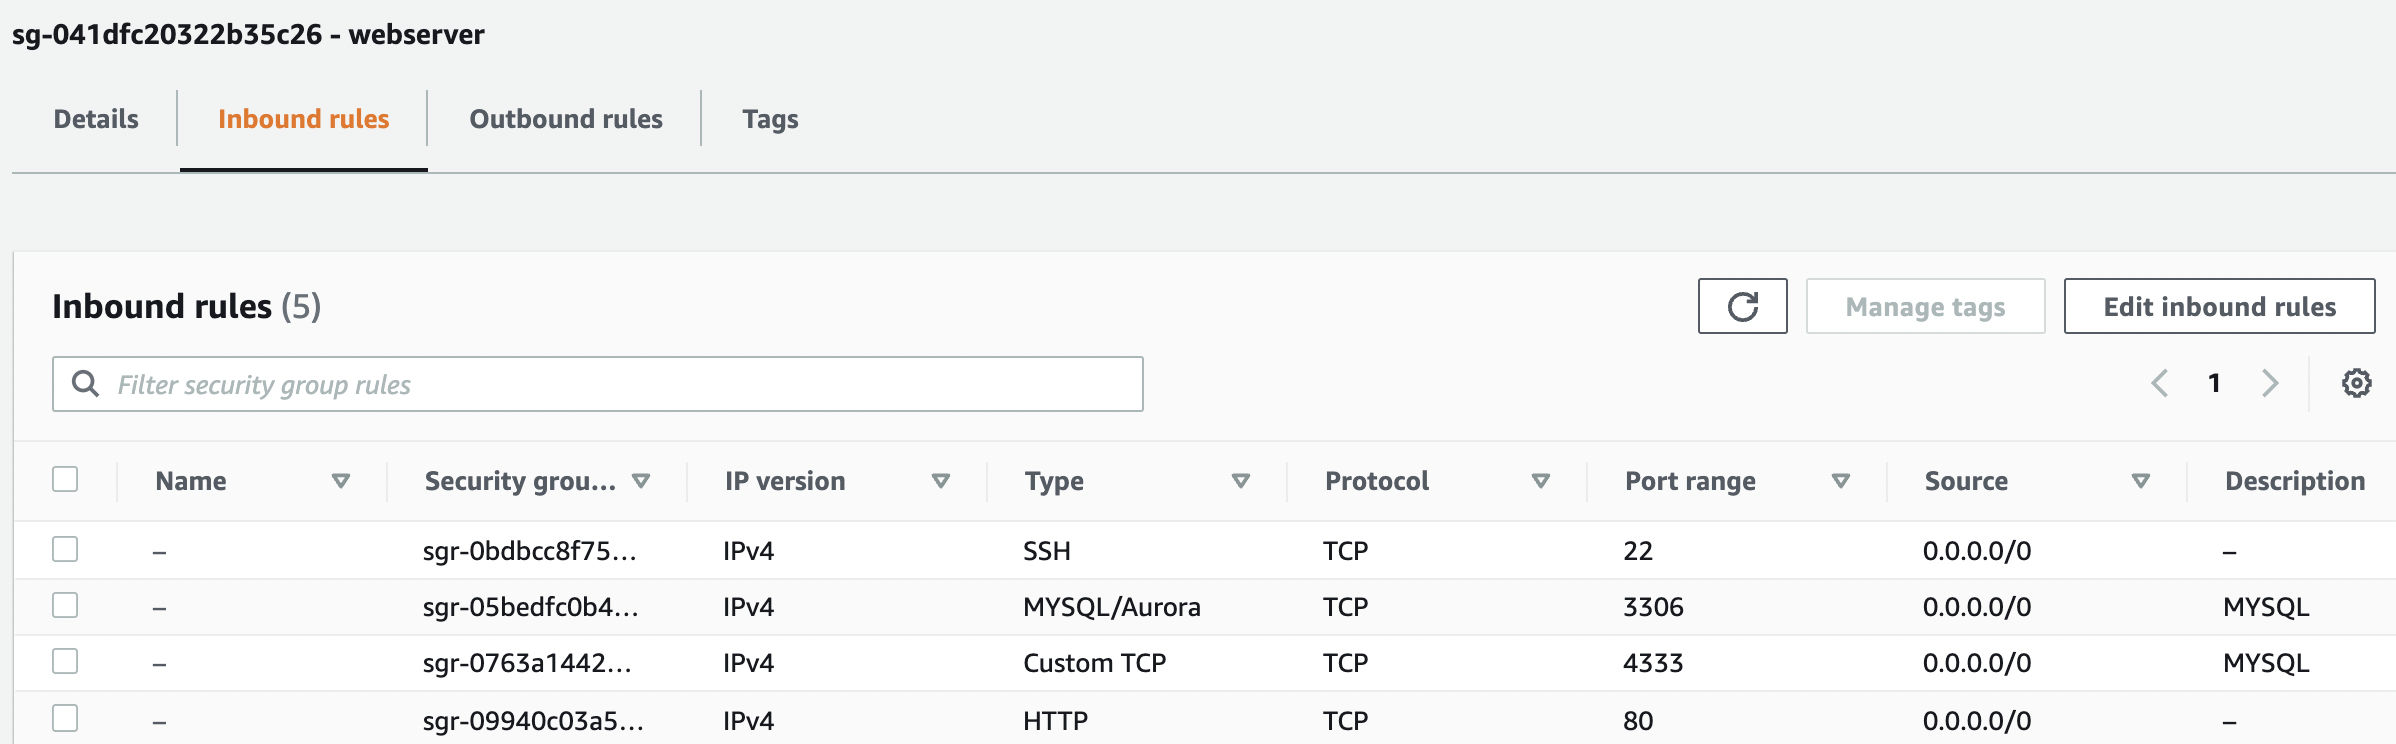 sg-041dfc20322b35c26 - webserver
Details Inbound rules Outbound rules Tags
Inbound rules (5) Manage tags Edit inbound rules
Filter security group rules 1
Name Security grou... IP version Type Protocol Port range Source Description
– sgr-0bdbcc8f75... IPv4 SSH TCP 22 0.0.0.0/0 –
– sgr-05bedfc0b4... IPv4 MYSQL/Aurora TCP 3306 0.0.0.0/0 MYSQL
– sgr-0763a1442... IPv4 Custom TCP TCP 4333 0.0.0.0/0 MYSQL
– sgr-09940c03a5... IPv4 HTTP TCP 80 0.0.0.0/0 –